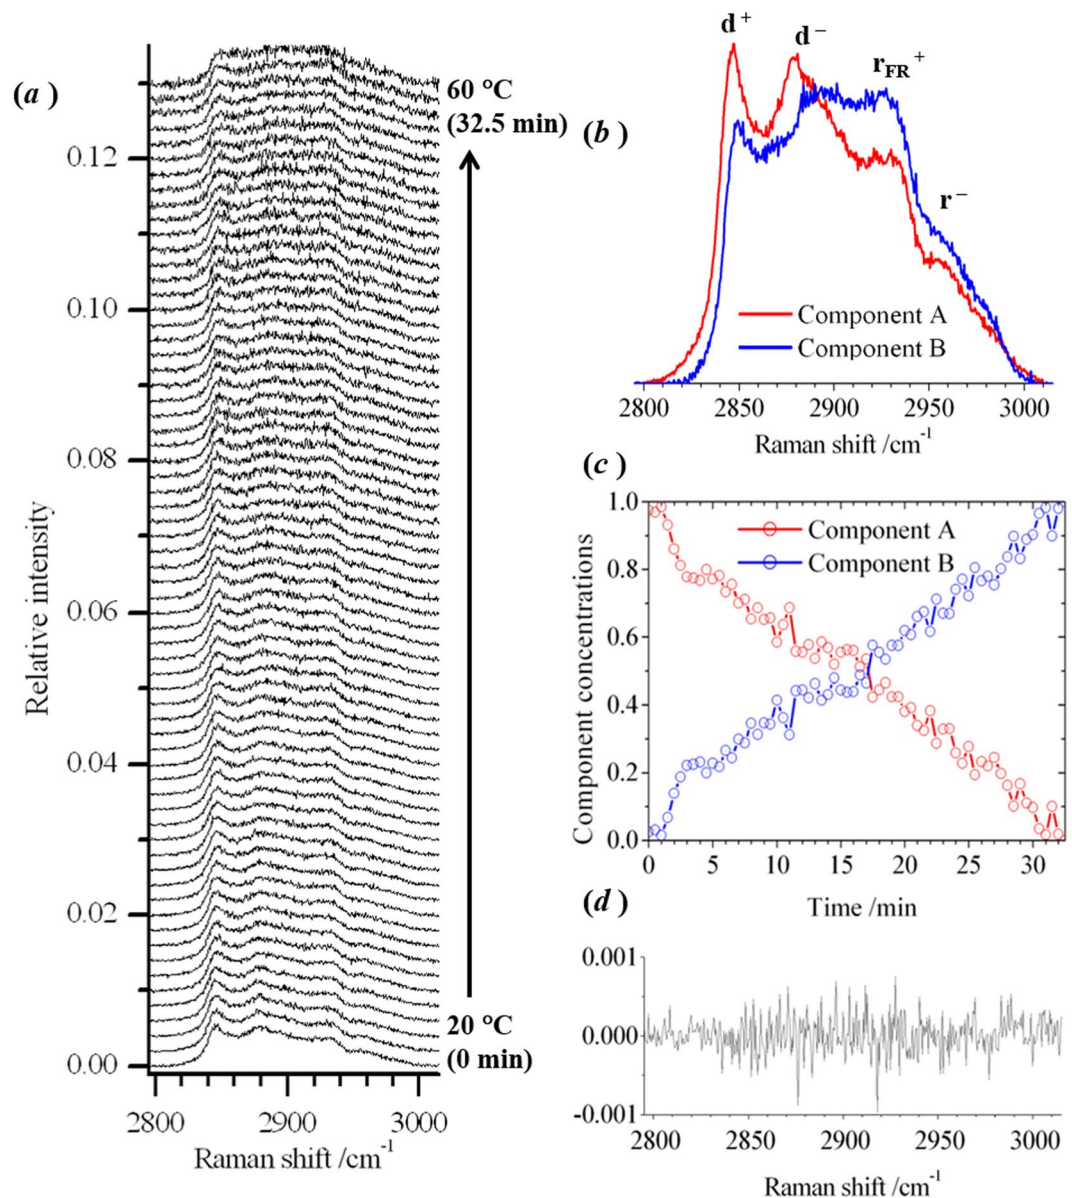 (a)
60 °C
(32.5 min)
0.12
0.10
0.08
0.06
0.04
0.02
0.00
20 °C
(0 min)
Relative intensity
2800 2900 3000
Raman shift /cm-1
(b)
d+
d−
rFR+
r−
Component A
Component B
2800 2850 2900 2950 3000
Raman shift /cm-1
(c)
1.0
0.8
0.6
0.4
0.2
0.0
Component A
Component B
Component concentrations
0 5 10 15 20 25 30
Time /min
(d)
0.001
0.000
-0.001
2800 2850 2900 2950 3000
Raman shift /cm-1